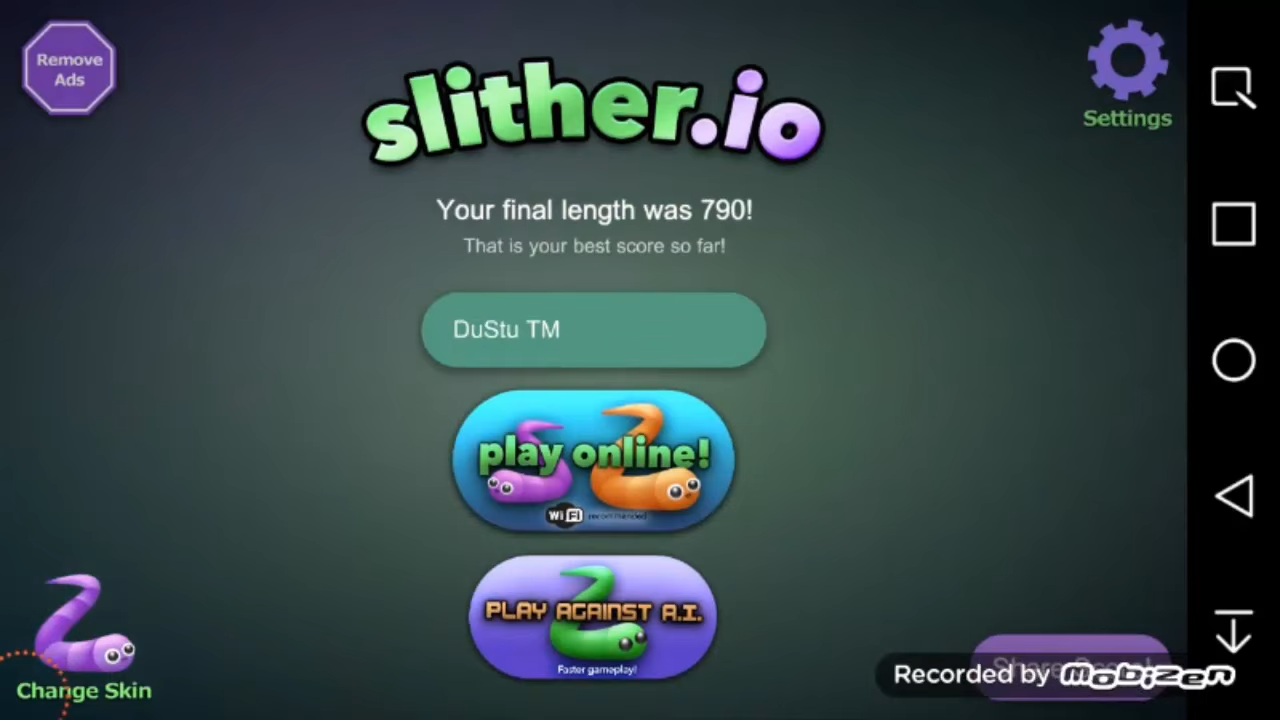 Remove
Ads
slither.io
Settings
Your final length was 790!
That is your best score so far!
DuStu TM
play online!
WiFi recommended
PLAY AGAINST A.I.
Faster gameplay!
Change Skin
Recorded by mobizen